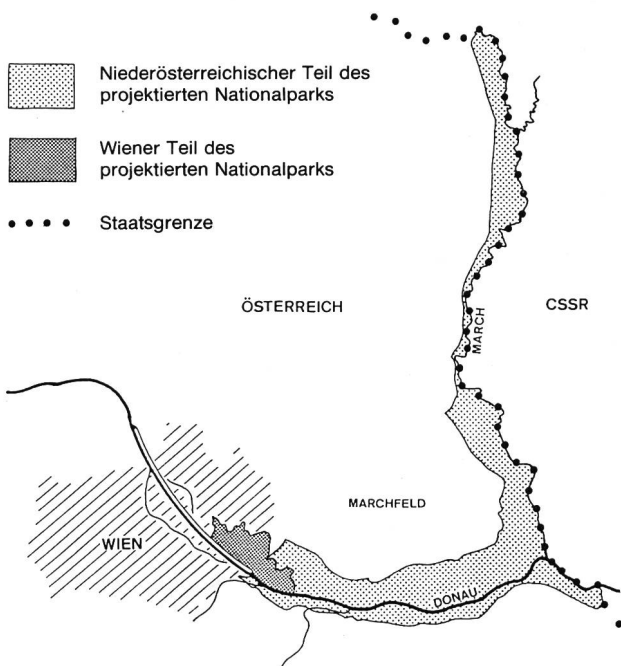 Niederösterreichischer Teil des
projektierten Nationalparks
Wiener Teil des
projektierten Nationalparks
Staatsgrenze
ÖSTERREICH
CSSR
MARCH
MARCHFELD
WIEN
DONAU